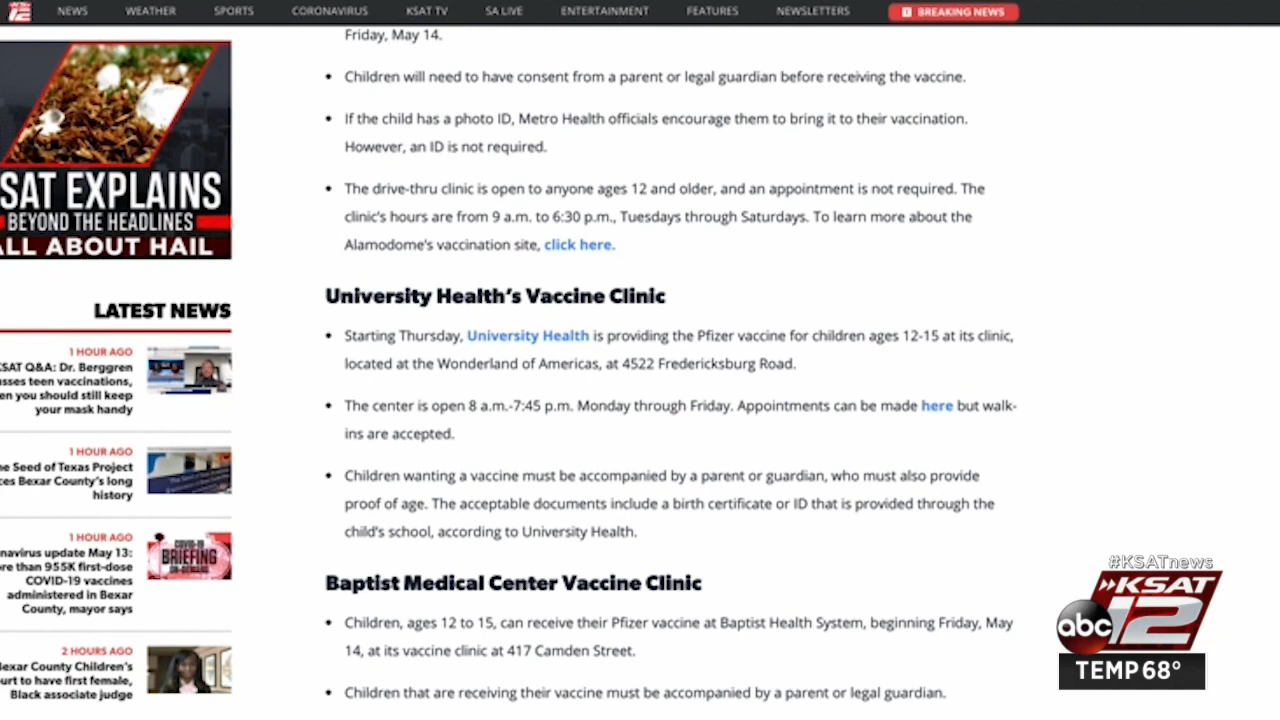 KSAT 12
NEWS WEATHER SPORTS CORONAVIRUS KSAT TV SA LIVE ENTERTAINMENT FEATURES NEWSLETTERS BREAKING NEWS
SAT EXPLAINS
BEYOND THE HEADLINES
ALL ABOUT HAIL
LATEST NEWS
1 HOUR AGO
KSAT Q&A: Dr. Berggren
sses teen vaccinations,
en you should still keep
your mask handy
1 HOUR AGO
he Seed of Texas Project
ces Bexar County's long
history
1 HOUR AGO
navirus update May 13:
re than 955K first-dose
COVID-19 vaccines
administered in Bexar
County, mayor says
COVID-19
BRIEFING
ON-DEMAND
2 HOURS AGO
Bexar County Children's
urt to have first female,
Black associate judge
Friday, May 14.
• Children will need to have consent from a parent or legal guardian before receiving the vaccine.
• If the child has a photo ID, Metro Health officials encourage them to bring it to their vaccination.
However, an ID is not required.
• The drive-thru clinic is open to anyone ages 12 and older, and an appointment is not required. The
clinic's hours are from 9 a.m. to 6:30 p.m., Tuesdays through Saturdays. To learn more about the
Alamodome's vaccination site, click here.
University Health's Vaccine Clinic
• Starting Thursday, University Health is providing the Pfizer vaccine for children ages 12-15 at its clinic,
located at the Wonderland of Americas, at 4522 Fredericksburg Road.
• The center is open 8 a.m.-7:45 p.m. Monday through Friday. Appointments can be made here but walk-
ins are accepted.
• Children wanting a vaccine must be accompanied by a parent or guardian, who must also provide
proof of age. The acceptable documents include a birth certificate or ID that is provided through the
child's school, according to University Health.
Baptist Medical Center Vaccine Clinic
• Children, ages 12 to 15, can receive their Pfizer vaccine at Baptist Health System, beginning Friday, May
14, at its vaccine clinic at 417 Camden Street.
• Children that are receiving their vaccine must be accompanied by a parent or legal guardian.
#KSATnews
KSAT
abc 12
TEMP 68°